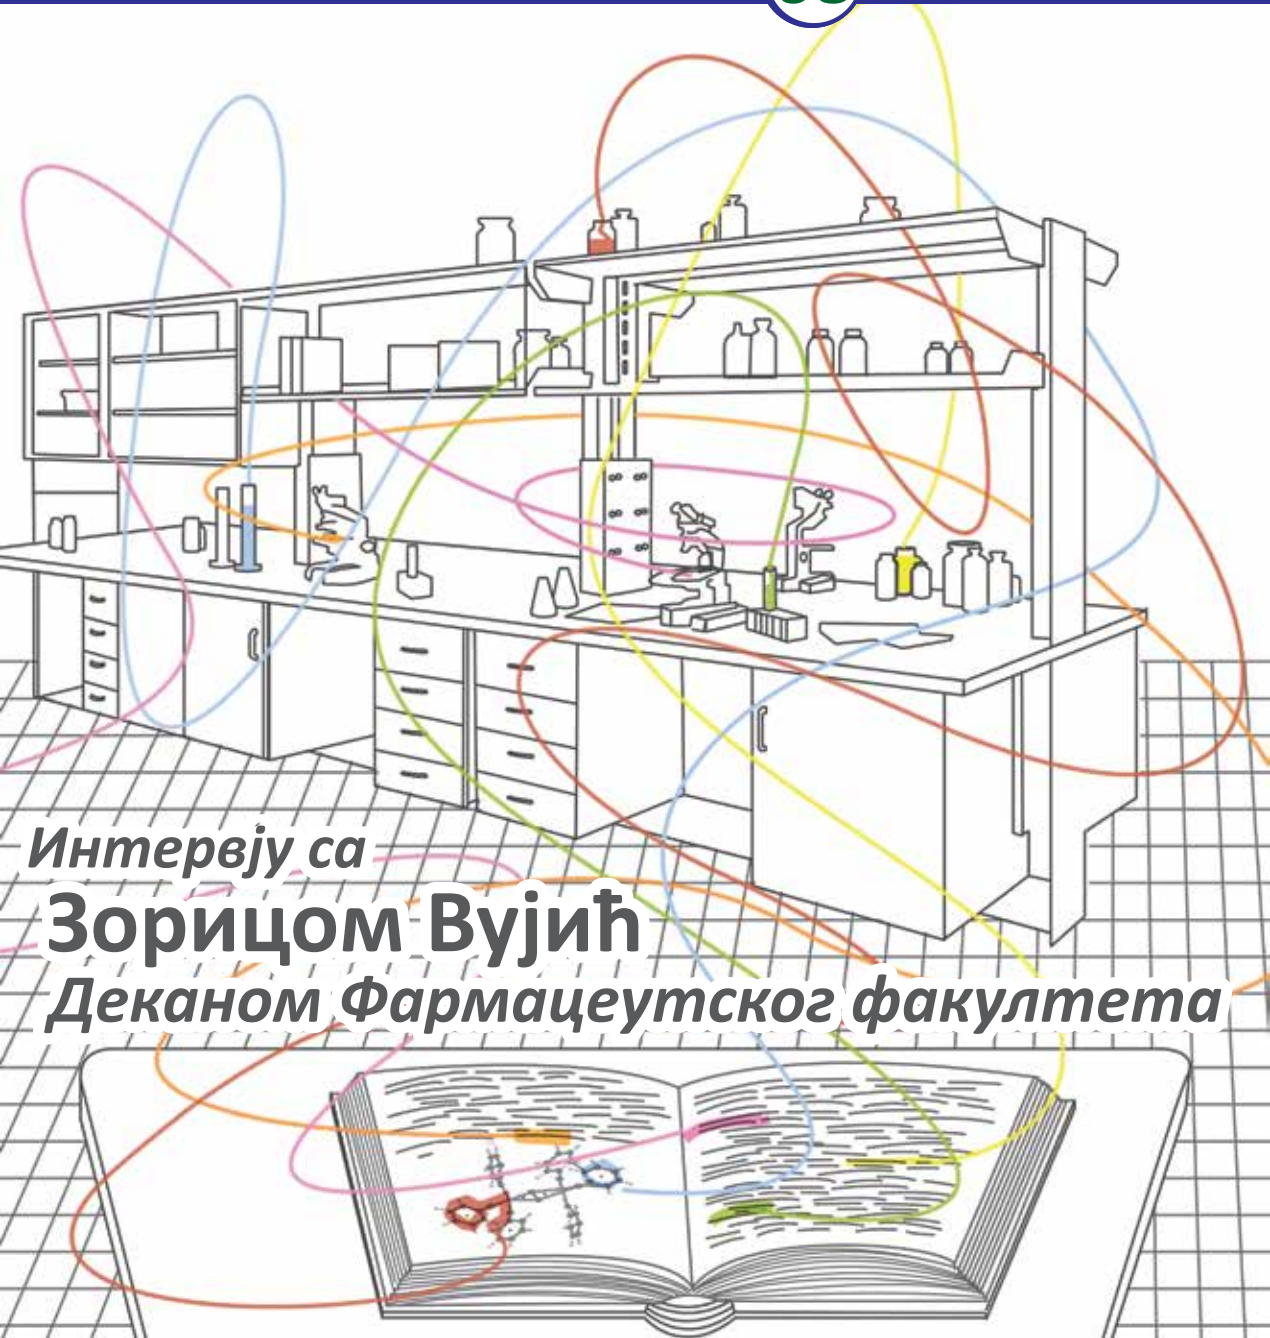 Интервју са
Зорицом Вујић
Деканом Фармацеутског факултета